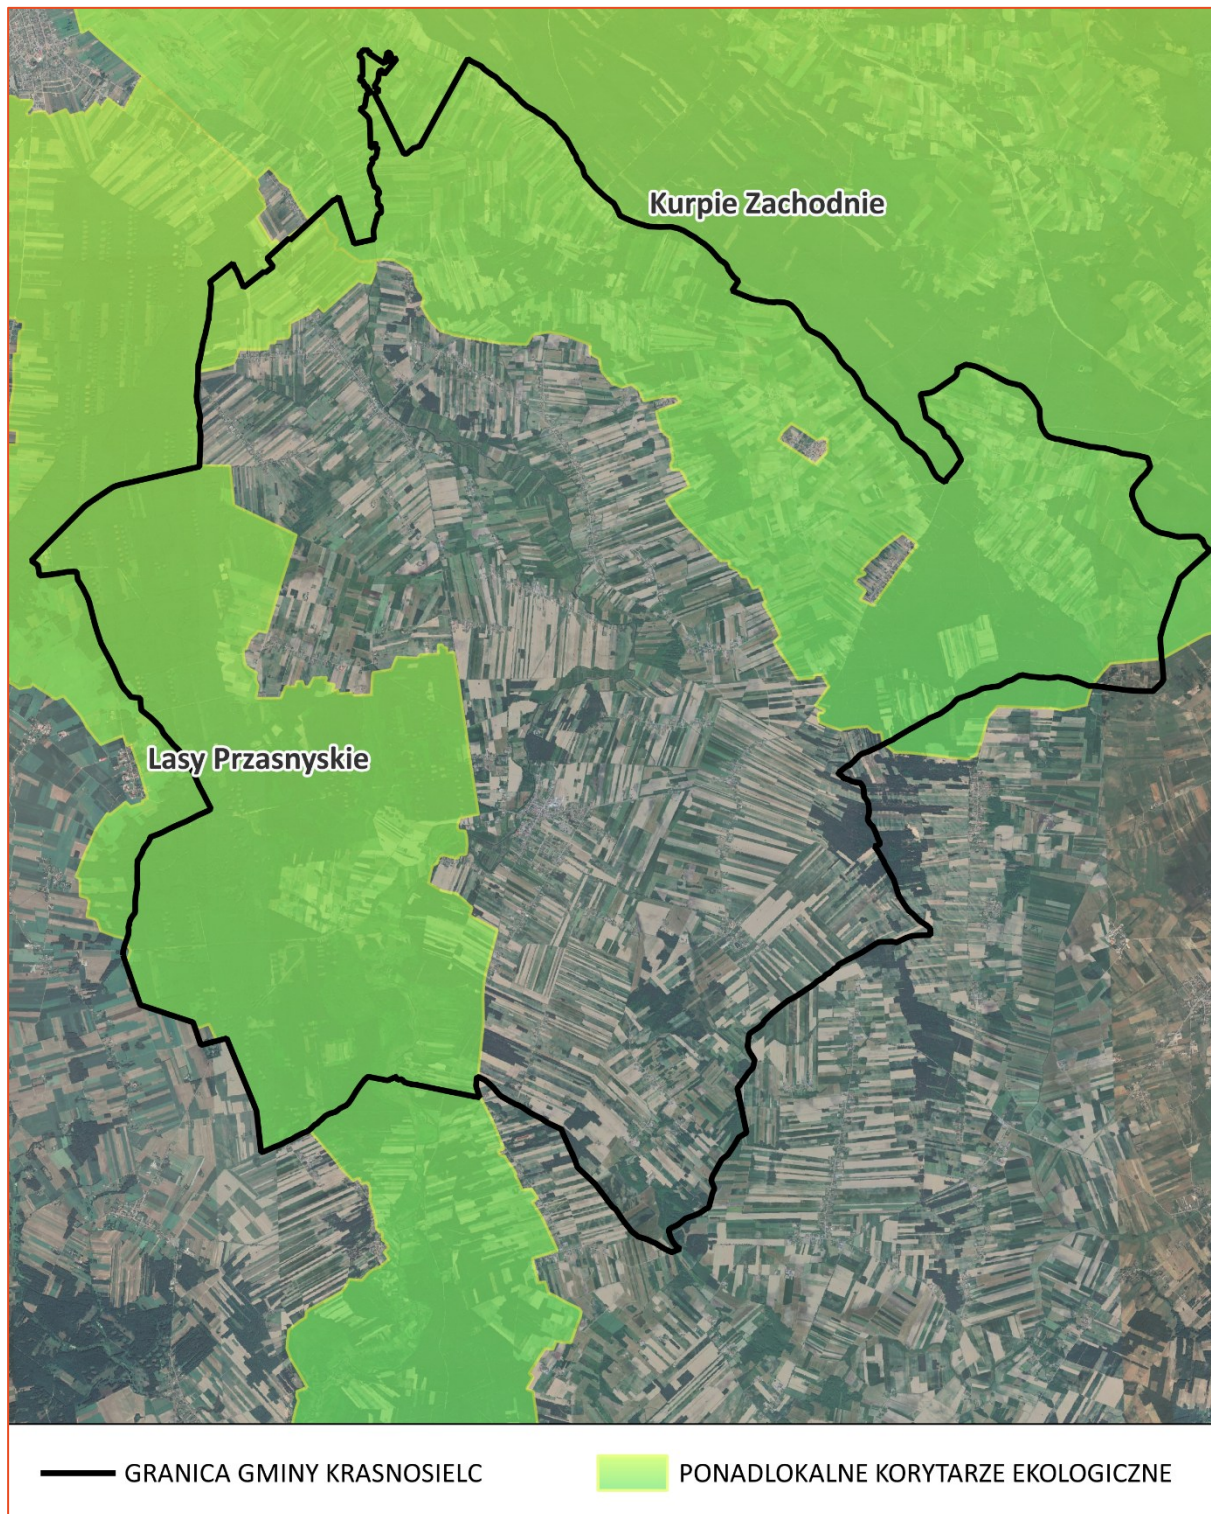 Kurpie Zachodnie
Lasy Przasnyskie
GRANICA GMINY KRASNOSIELC
PONADLOKALNE KORYTARZE EKOLOGICZNE